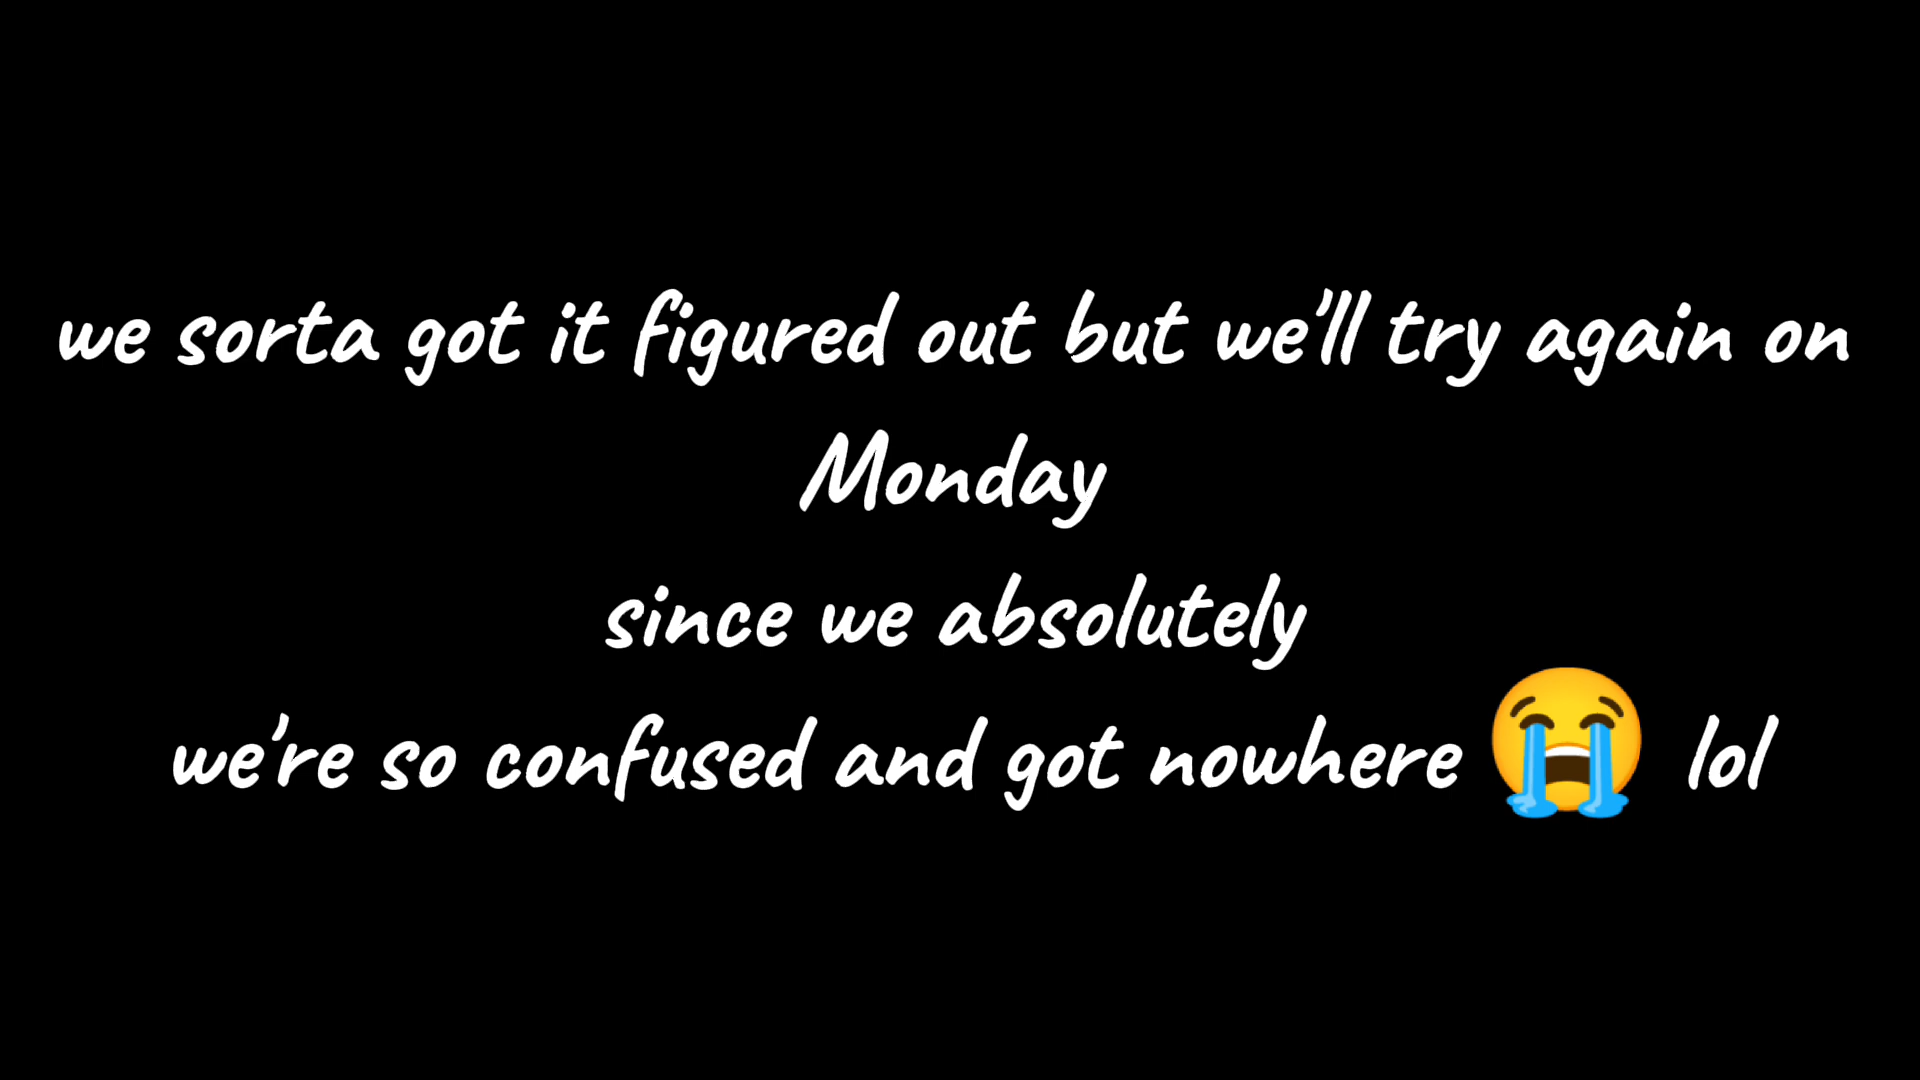 we sorta got it figured out but we'll try again on
Monday
since we absolutely
we're so confused and got nowhere 😭 lol